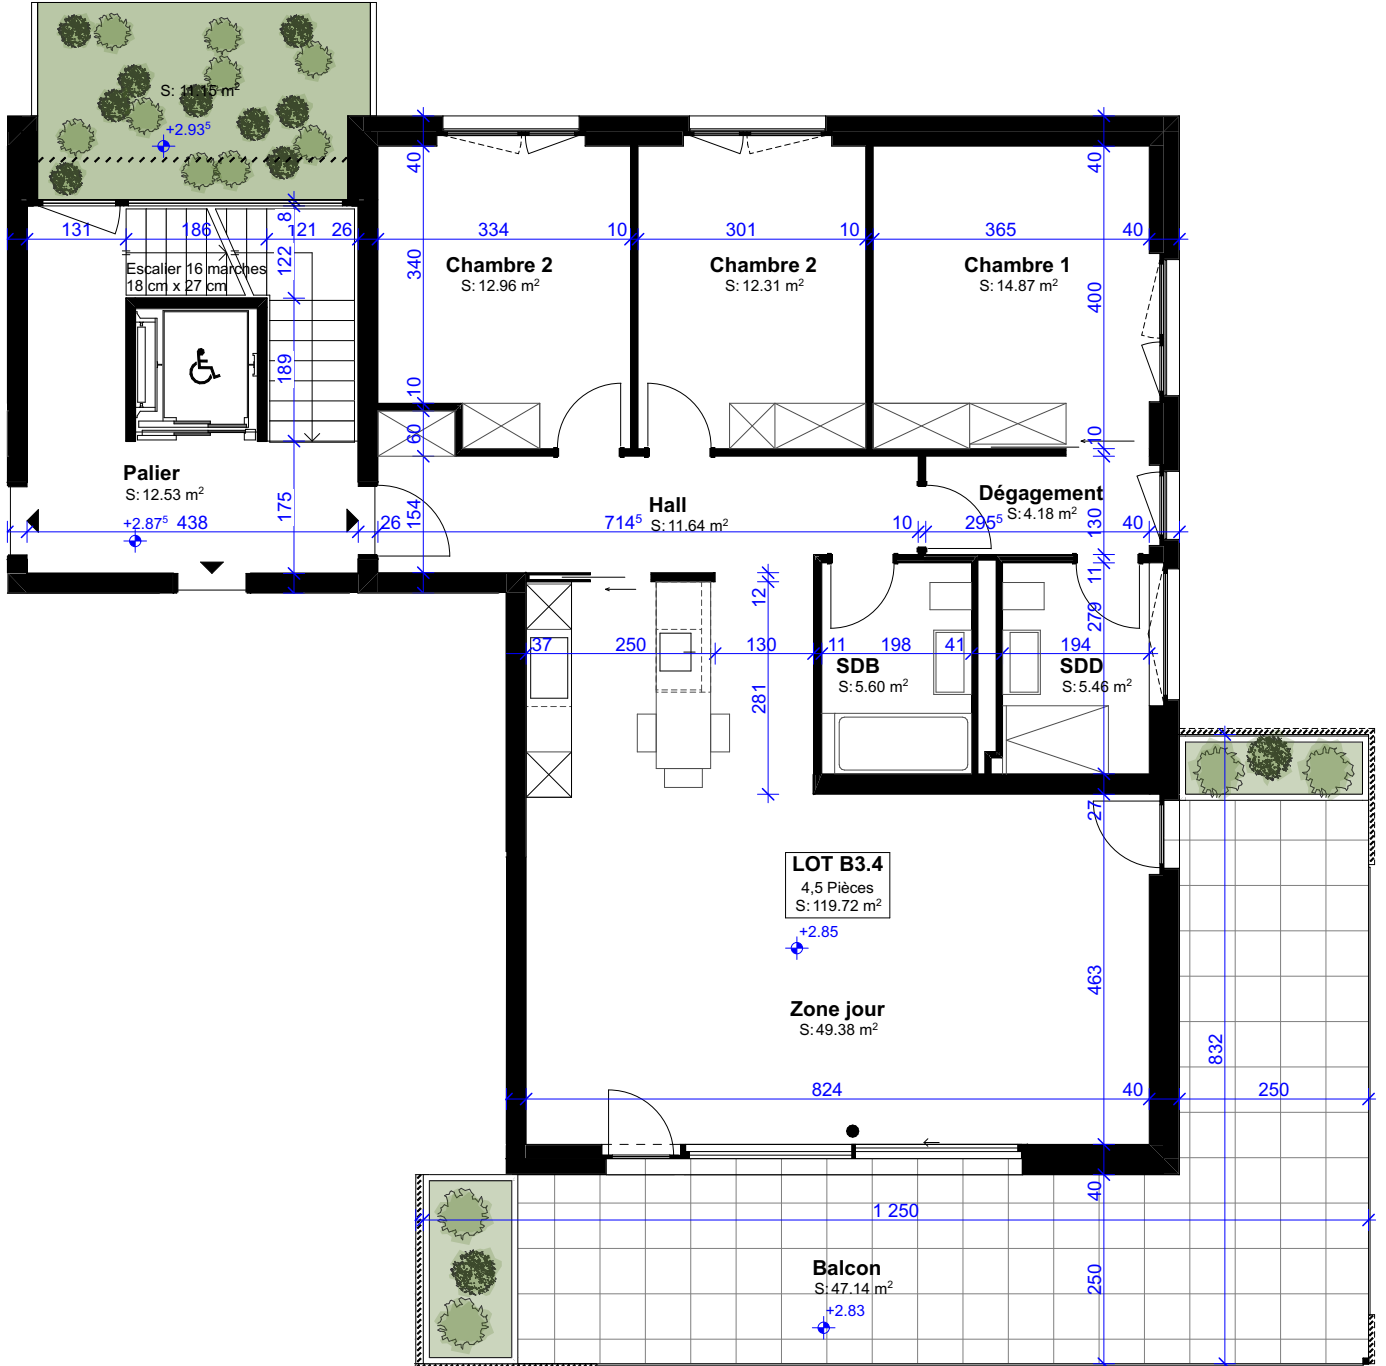 S: 11.15 m²
+2.93⁵
40
40
8
131
186
121
26
334
10
301
10
365
40
122
Escalier 16 marches
18 cm x 27 cm
340
Chambre 2
S: 12.96 m²
Chambre 2
S: 12.31 m²
Chambre 1
S: 14.87 m²
400
189
10
60
10
Palier
S: 12.53 m²
175
154
Hall
S: 11.64 m²
Dégagement
S: 4.18 m²
+2.87⁵
438
26
714⁵
10
295⁵
130
40
12
11
279
37
250
130
11
198
41
194
SDB
S: 5.60 m²
SDD
S: 5.46 m²
281
27
LOT B3.4
4,5 Pièces
S: 119.72 m²
+2.85
463
Zone jour
S: 49.38 m²
832
824
40
250
40
1 250
Balcon
S: 47.14 m²
250
+2.83